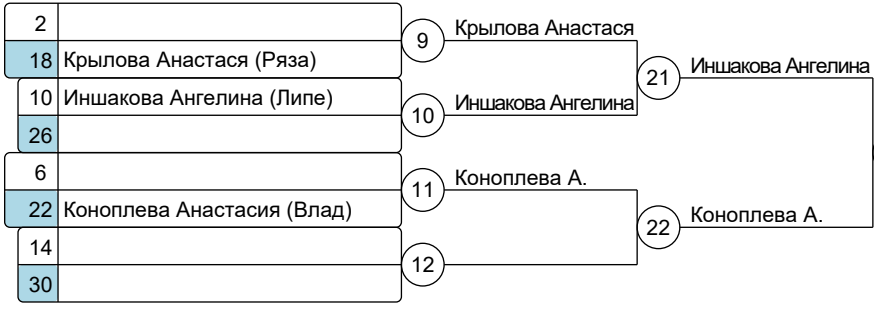 2
18 Крылова Анастася (Ряза)
10 Иншакова Ангелина (Липе)
26
6
22 Коноплева Анастасия (Влад)
14
30
9
Крылова Анастася
10
Иншакова Ангелина
11
Коноплева А.
12
21
Иншакова Ангелина
22
Коноплева А.